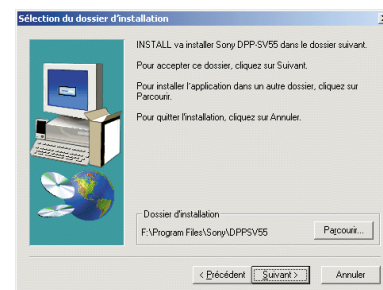 Sélection du dossier d'installation
INSTALL va installer Sony DPP-SV55 dans le dossier suivant.
Pour accepter ce dossier, cliquez sur Suivant.
Pour installer l'application dans un autre dossier, cliquez sur
Parcourir.
Pour quitter l'installation, cliquez sur Annuler.
Dossier d'installation
F:\Program Files\Sony\DPPSV55
Parcourir...
< Précédent
Suivant >
Annuler